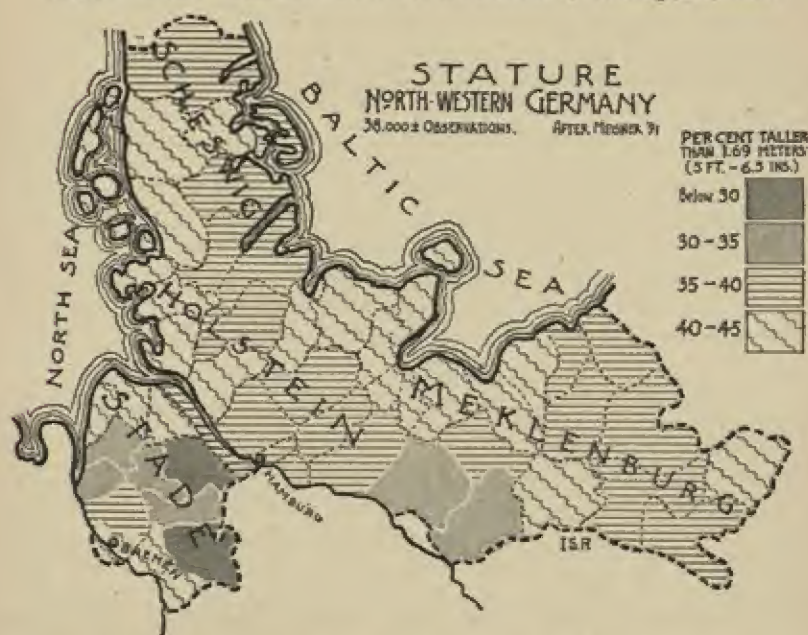 STATURE
NORTH-WESTERN GERMANY
38.000± OBSERVATIONS. AFTER MEISNER '91
PER CENT TALLER
THAN 1.69 METERS
(5 FT. - 6.5 INS.)
Below 30
30-35
35-40
40-45
SCHLESWIG
BALTIC
SEA
NORTH SEA
HOLSTEIN
MEKLENBURG
STADE
HAMBURG
BREMEN